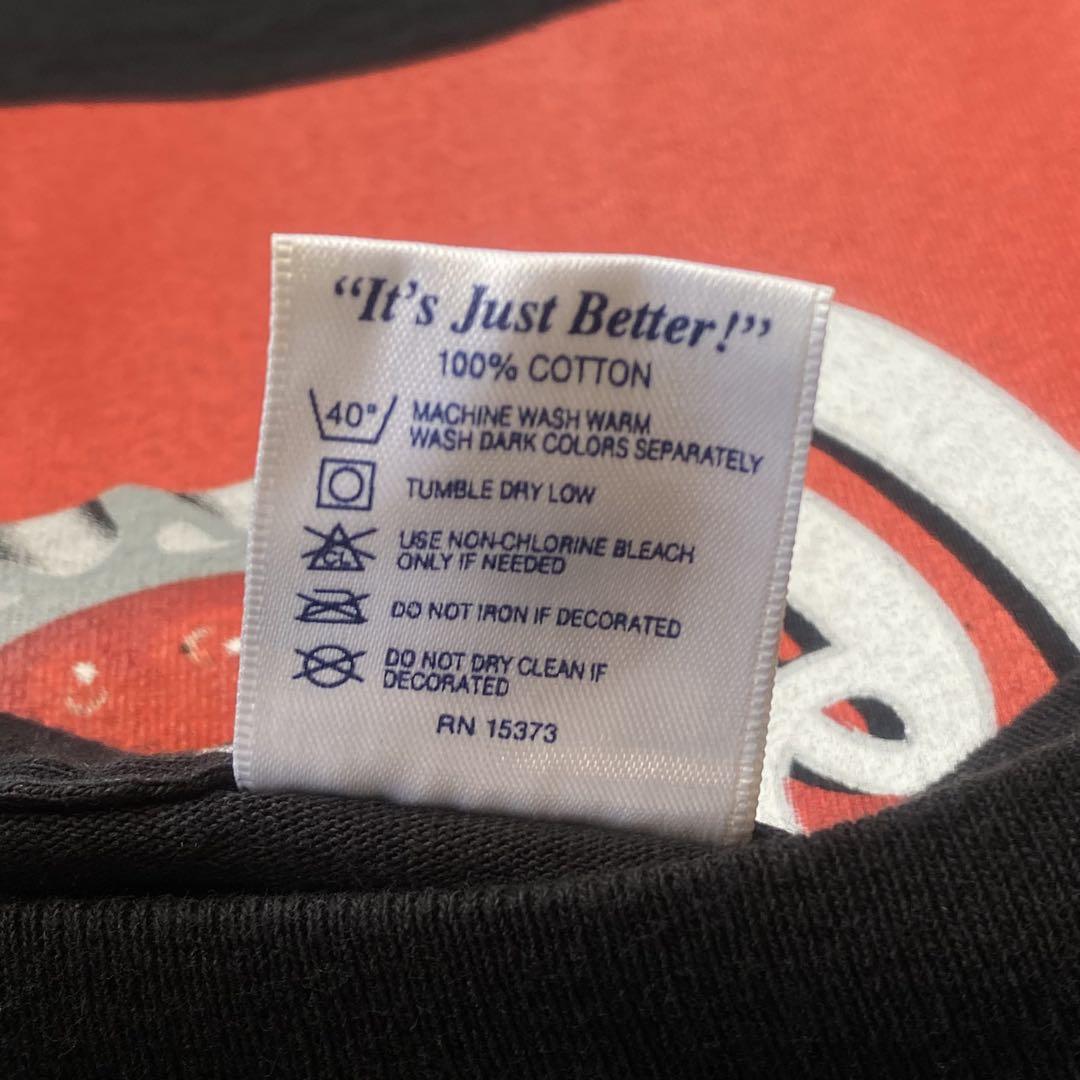 “It's Just Better!”
100% COTTON
40° MACHINE WASH WARM
WASH DARK COLORS SEPARATELY
TUMBLE DRY LOW
CL USE NON-CHLORINE BLEACH
ONLY IF NEEDED
DO NOT IRON IF DECORATED
DO NOT DRY CLEAN IF
DECORATED
RN 15373